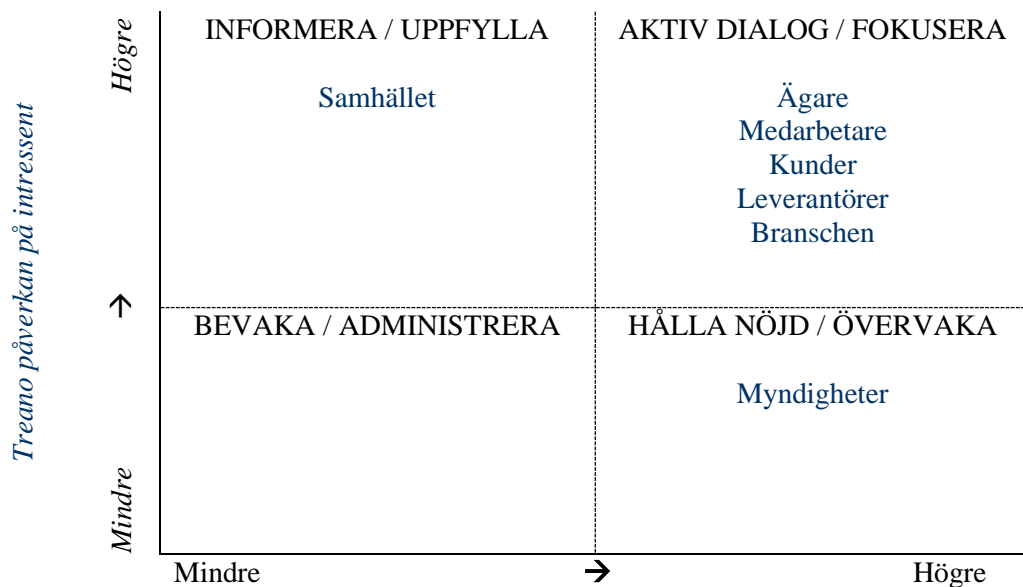 Treano påverkan på intressent
Högre
↑
Mindre
INFORMERA / UPPFYLLA
Samhället
AKTIV DIALOG / FOKUSERA
Ägare
Medarbetare
Kunder
Leverantörer
Branschen
BEVAKA / ADMINISTRERA
HÅLLA NÖJD / ÖVERVAKA
Myndigheter
Mindre → Högre